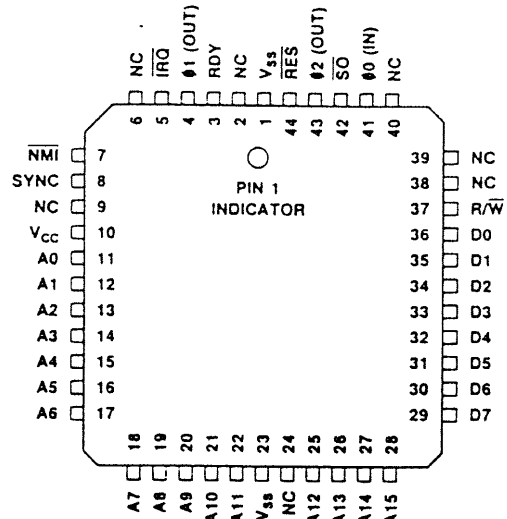 NC
IRQ
ϕ1 (OUT)
RDY
NC
Vss
RES
ϕ2 (OUT)
SO
ϕ0 (IN)
NC
6 5 4 3 2 1 44 43 42 41 40
NMI 7
SYNC 8
NC 9
VCC 10
A0 11
A1 12
A2 13
A3 14
A4 15
A5 16
A6 17
PIN 1
INDICATOR
39 NC
38 NC
37 R/W
36 D0
35 D1
34 D2
33 D3
32 D4
31 D5
30 D6
29 D7
18 19 20 21 22 23 24 25 26 27 28
A7
A8
A9
A10
A11
Vss
NC
A12
A13
A14
A15